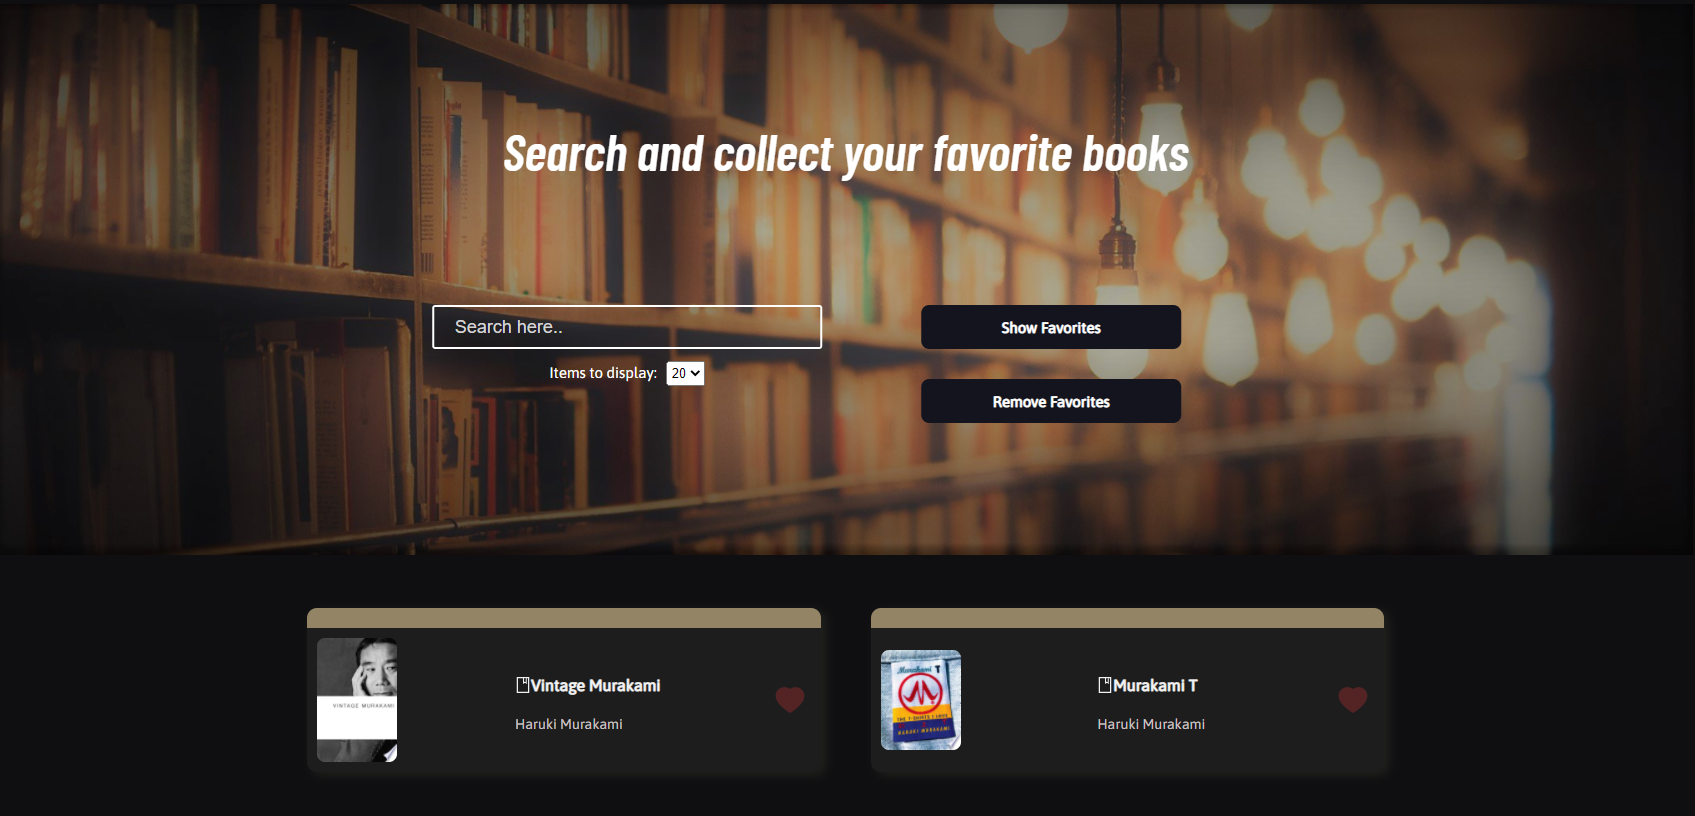 Search and collect your favorite books
Search here..
Items to display: 20
Show Favorites
Remove Favorites
VINTAGE MURAKAMI
Vintage Murakami
Haruki Murakami
Murakami T
THE T-SHIRTS I LOVE
HARUKI MURAKAMI
Murakami T
Haruki Murakami